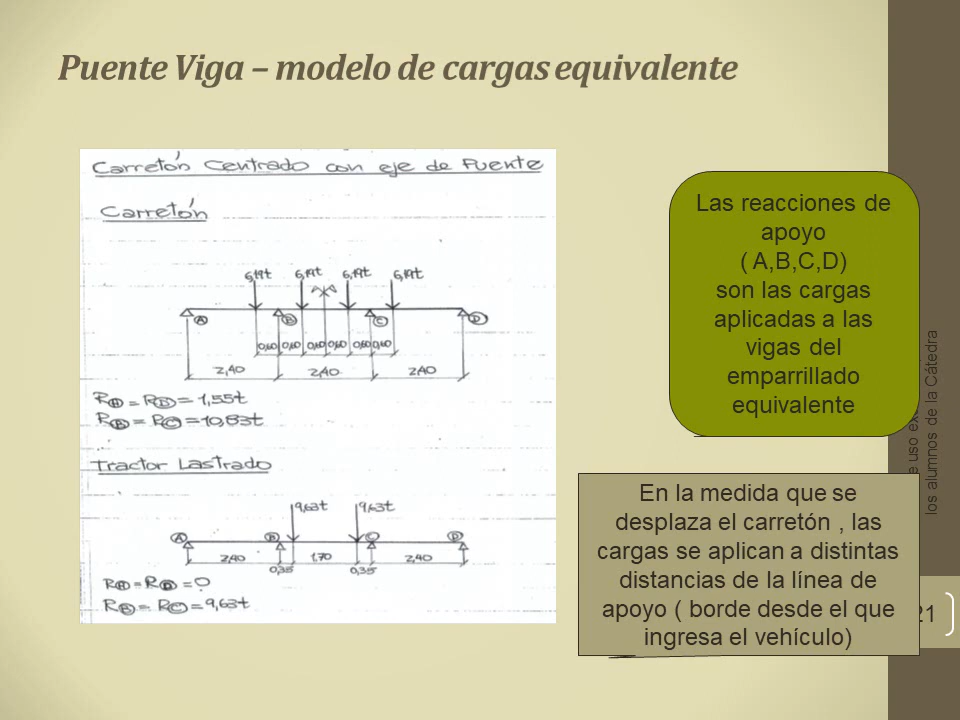 Puente Viga – modelo de cargas equivalente
Carretón Centrado con eje de Puente
Carretón
6,19t 6,19t 6,19t 6,19t
A B C D
0,60 0,60 0,60 0,60 0,60 0,60
2,40 2,40 2,40
RA = RD = 1,55t
RB = RC = 10,83t
Tractor Lastrado
9,63t 9,63t
A B C D
2,40 1,70 2,40
0,35 0,35
RA = RD = 0
RB = RC = 9,63t
Las reacciones de
apoyo
( A,B,C,D)
son las cargas
aplicadas a las
vigas del
emparrillado
equivalente
En la medida que se
desplaza el carretón , las
cargas se aplican a distintas
distancias de la línea de
apoyo ( borde desde el que
ingresa el vehículo)
uso
los alumnos de la Cátedra
21